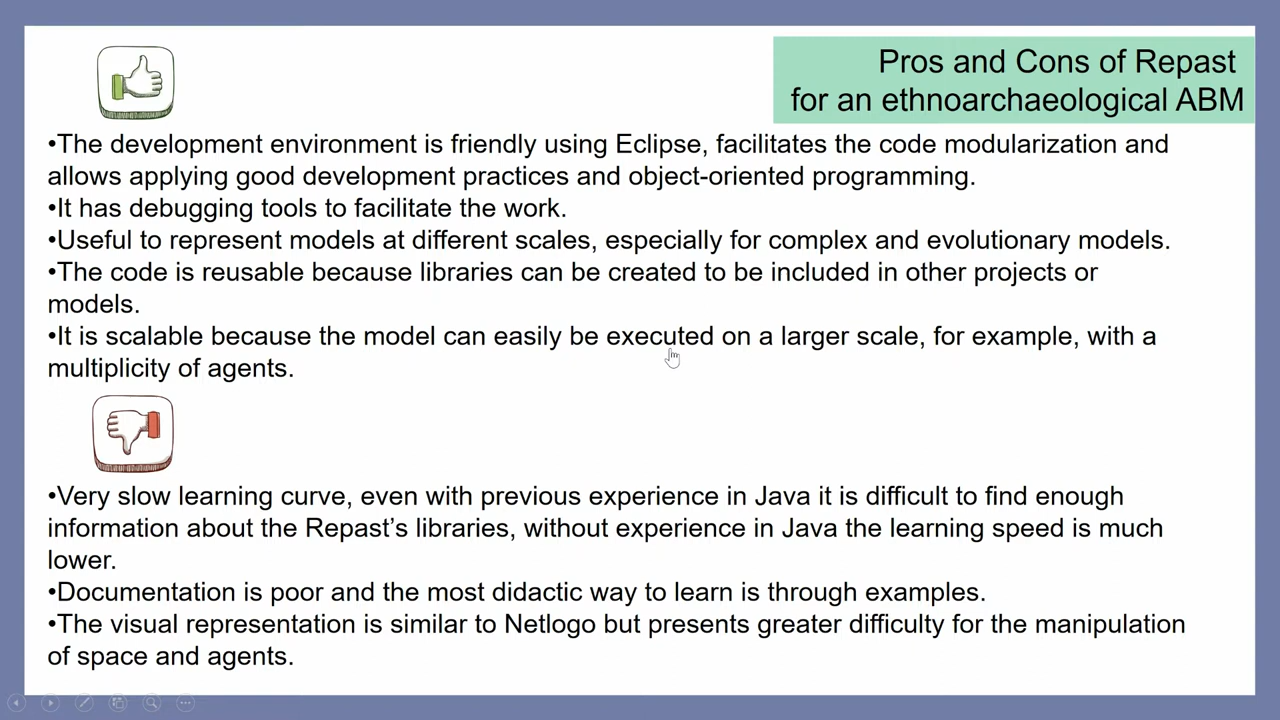 Pros and Cons of Repast
for an ethnoarchaeological ABM
•The development environment is friendly using Eclipse, facilitates the code modularization and
allows applying good development practices and object-oriented programming.
•It has debugging tools to facilitate the work.
•Useful to represent models at different scales, especially for complex and evolutionary models.
•The code is reusable because libraries can be created to be included in other projects or
models.
•It is scalable because the model can easily be executed on a larger scale, for example, with a
multiplicity of agents.
•Very slow learning curve, even with previous experience in Java it is difficult to find enough
information about the Repast’s libraries, without experience in Java the learning speed is much
lower.
•Documentation is poor and the most didactic way to learn is through examples.
•The visual representation is similar to Netlogo but presents greater difficulty for the manipulation
of space and agents.